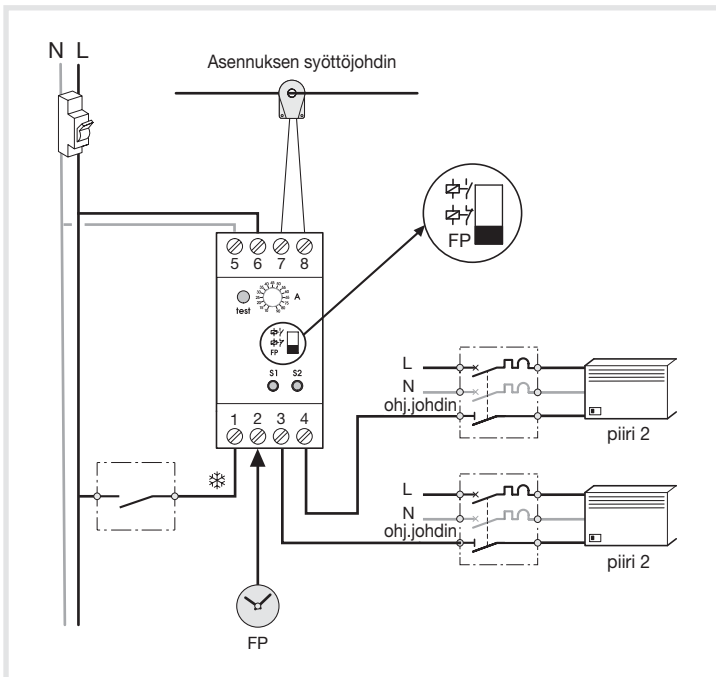 N L
Asennuksen syöttöjohdin
FP
5 6 7 8
test
A
FP
S1 S2
1 2 3 4
L
N
ohj.johdin
piiri 2
L
N
ohj.johdin
piiri 2
FP